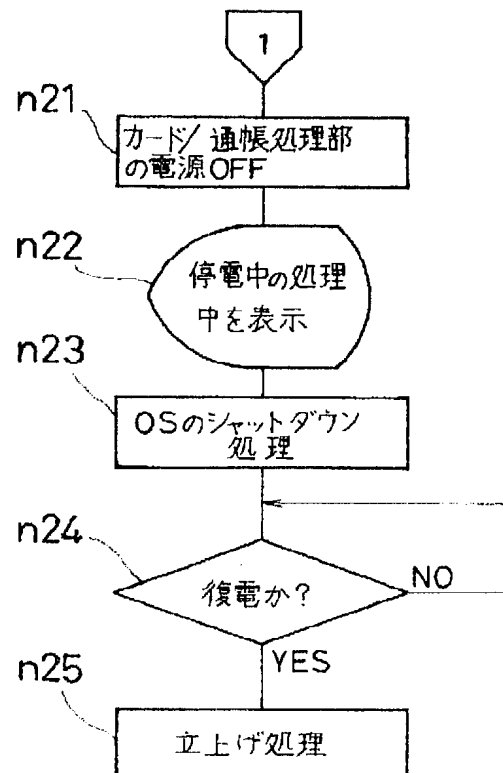 1
n21
カード/通帳処理部
の電源OFF
n22
停電中の処理
中を表示
n23
OSのシャットダウン
処理
n24
復電か?
NO
YES
n25
立上げ処理